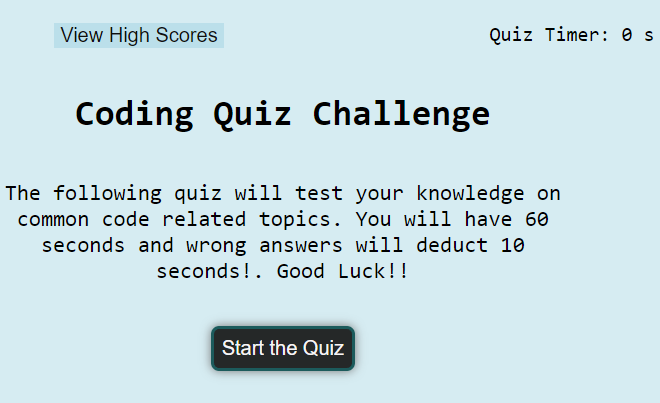 View High Scores
Quiz Timer: 0 s
Coding Quiz Challenge
The following quiz will test your knowledge on
common code related topics. You will have 60
seconds and wrong answers will deduct 10
seconds!. Good Luck!!
Start the Quiz